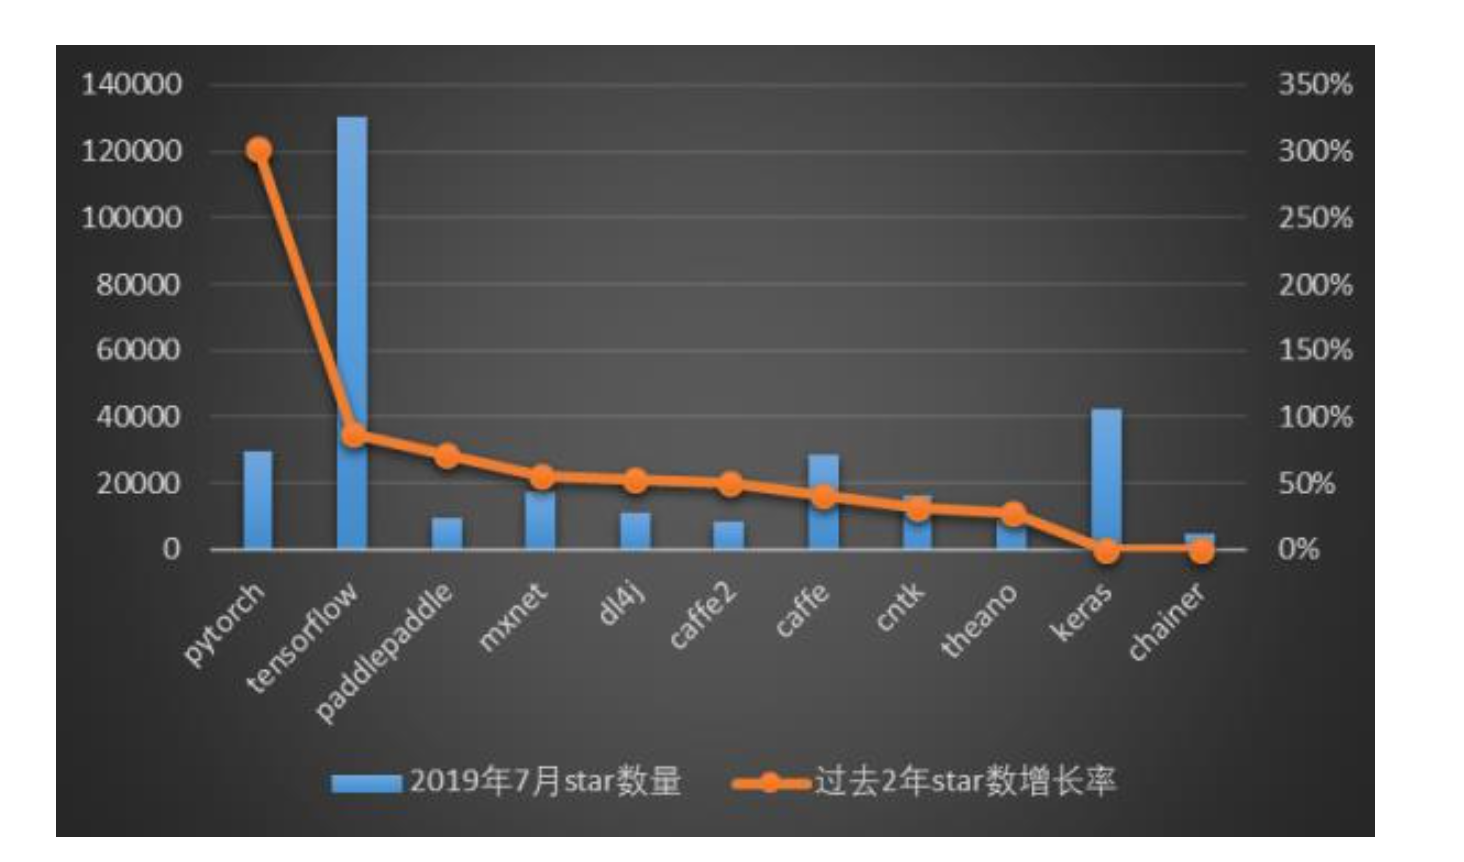 140000
120000
100000
80000
60000
40000
20000
0
350%
300%
250%
200%
150%
100%
50%
0%
pytorch
tensorflow
paddlepaddle
mxnet
dl4j
caffe2
caffe
cntk
theano
keras
chainer
2019年7月star数量
过去2年star数增长率